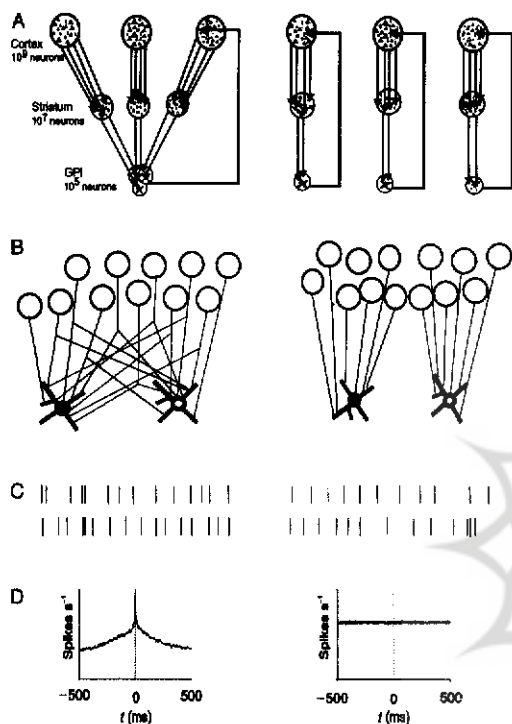 A
Cortex
10⁹ neurons
Striatum
10⁷ neurons
GPI
10⁵ neurons
B
C
D
Spikes s⁻¹
−500 0 500
t (ms)
Spikes s⁻¹
−500 0 500
t (ms)